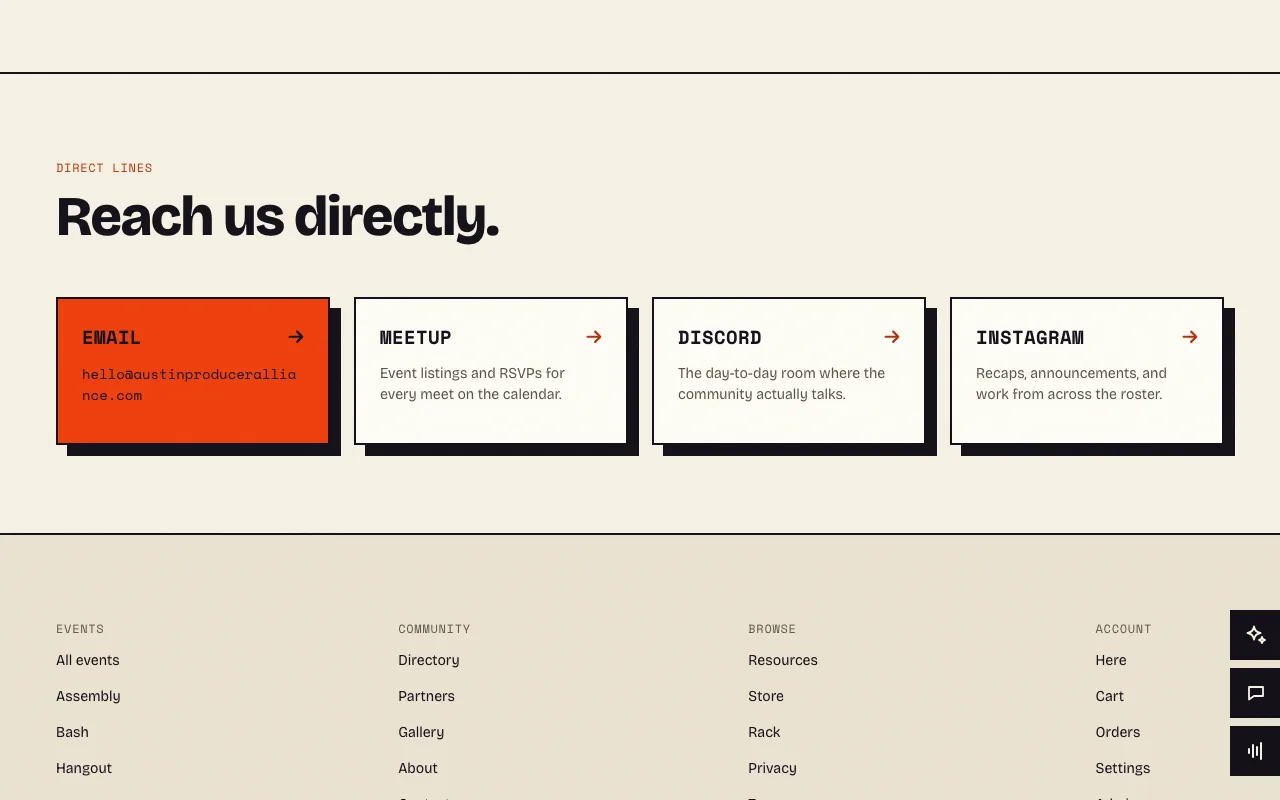 DIRECT LINES
Reach us directly.
EMAIL
hello@austinproducerallia
nce.com
MEETUP
Event listings and RSVPs for
every meet on the calendar.
DISCORD
The day-to-day room where the
community actually talks.
INSTAGRAM
Recaps, announcements, and
work from across the roster.
EVENTS
All events
Assembly
Bash
Hangout
COMMUNITY
Directory
Partners
Gallery
About
BROWSE
Resources
Store
Rack
Privacy
ACCOUNT
Here
Cart
Orders
Settings